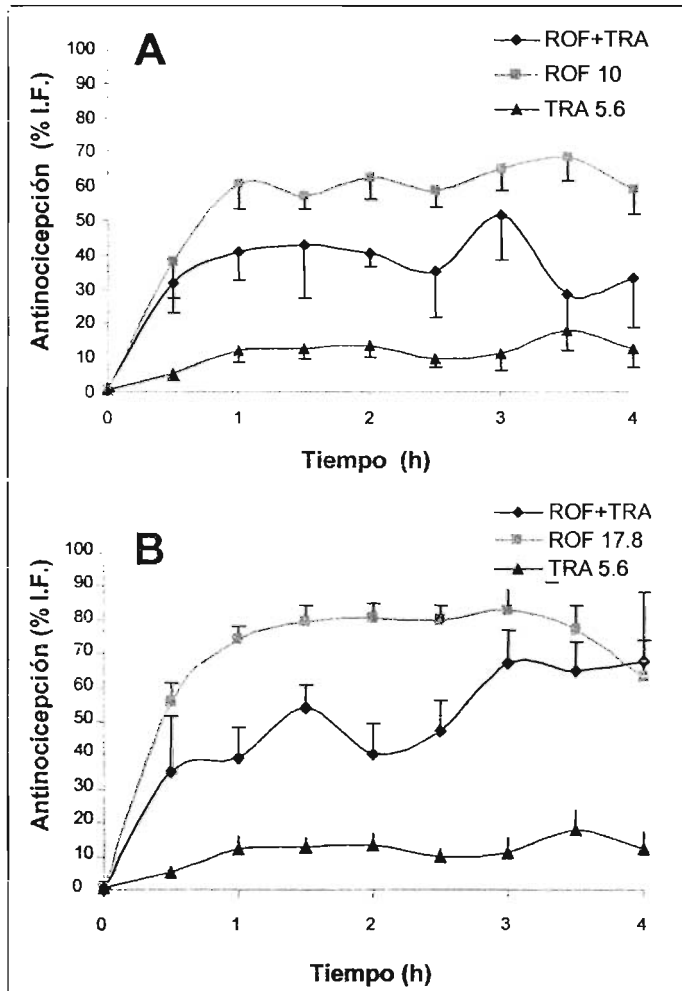 A
ROF+TRA
ROF 10
TRA 5.6
Antinocicepción (% I.F.)
100
90
80
70
60
50
40
30
20
10
0
0 1 2 3 4
Tiempo (h)
B
ROF+TRA
ROF 17.8
TRA 5.6
Antinocicepción (% I.F.)
100
90
80
70
60
50
40
30
20
10
0
0 1 2 3 4
Tiempo (h)